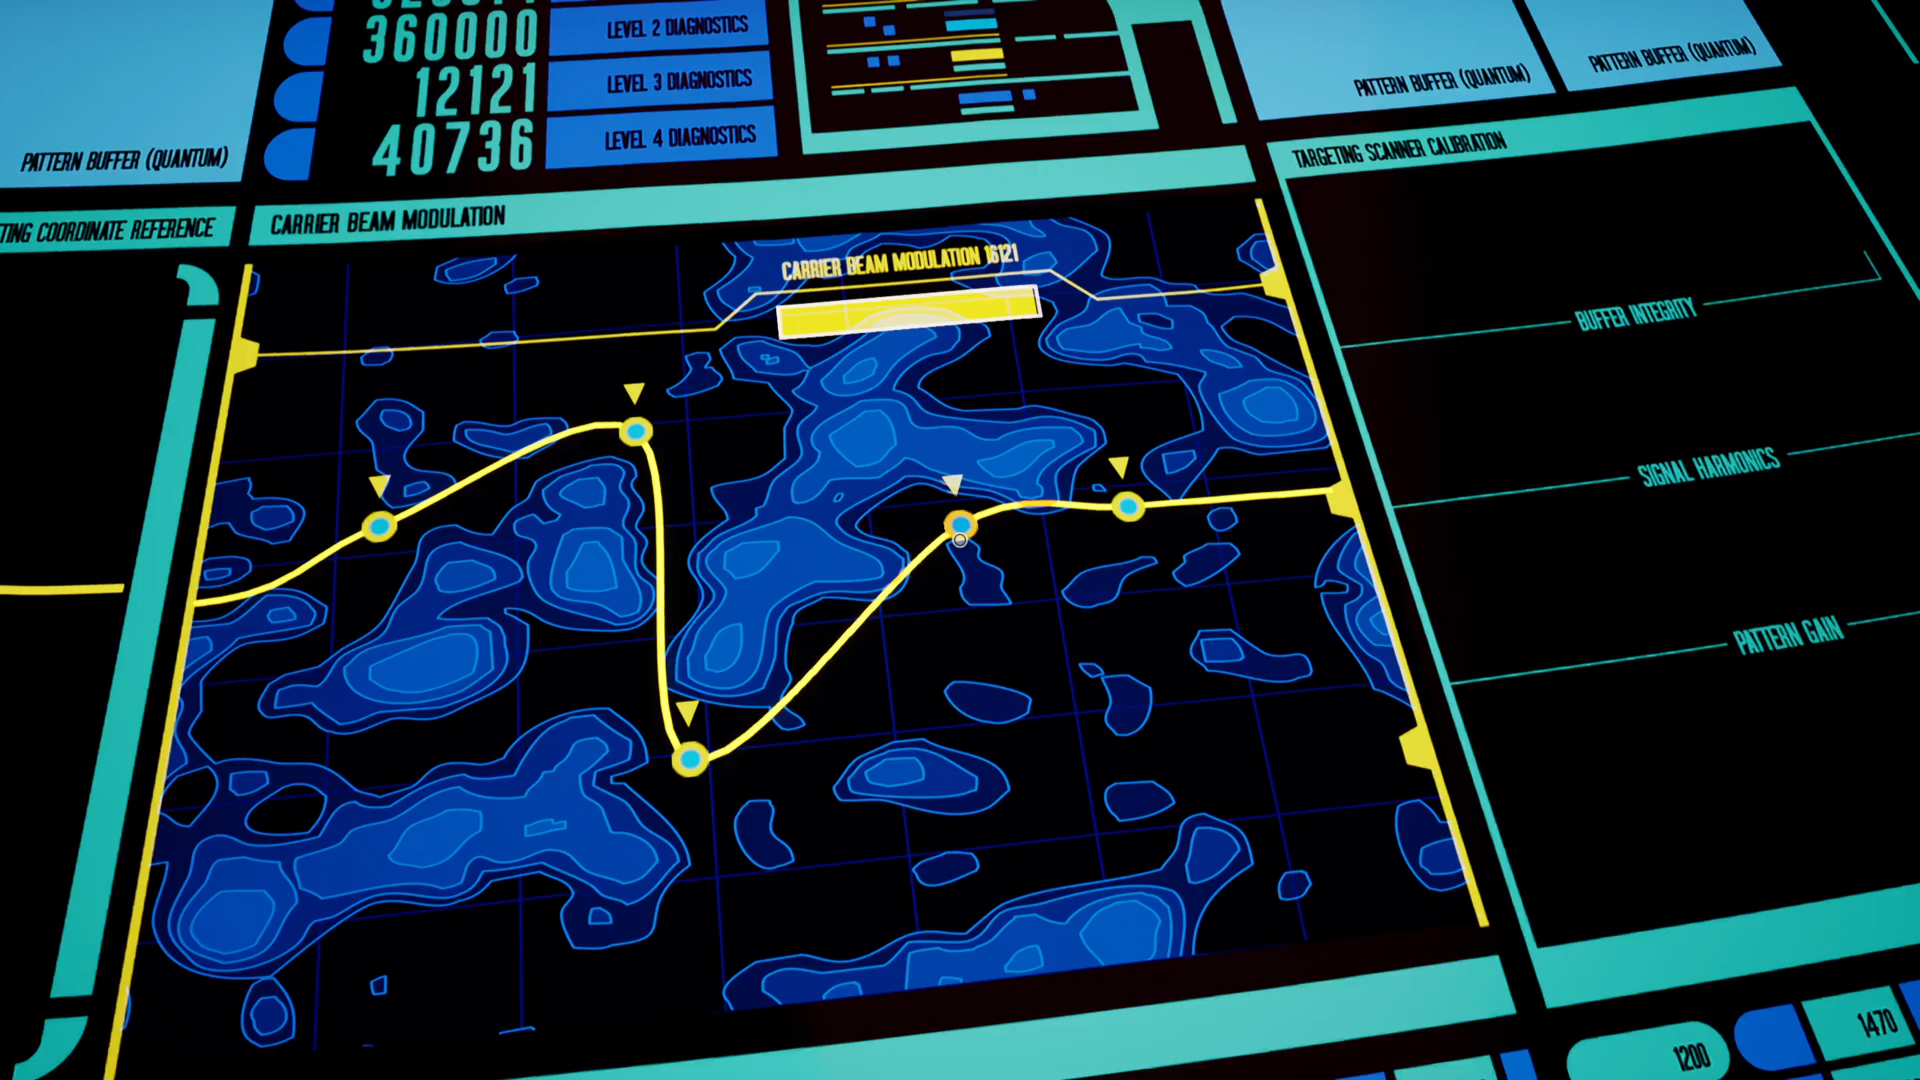 360000
12121
40736
LEVEL 2 DIAGNOSTICS
LEVEL 3 DIAGNOSTICS
LEVEL 4 DIAGNOSTICS
PATTERN BUFFER (QUANTUM)
PATTERN BUFFER (QUANTUM)
PATTERN BUFFER (QUANTUM)
TING COORDINATE REFERENCE
CARRIER BEAM MODULATION
TARGETING SCANNER CALIBRATION
CARRIER BEAM MODULATION 16121
BUFFER INTEGRITY
SIGNAL HARMONICS
PATTERN GAIN
1200
1470